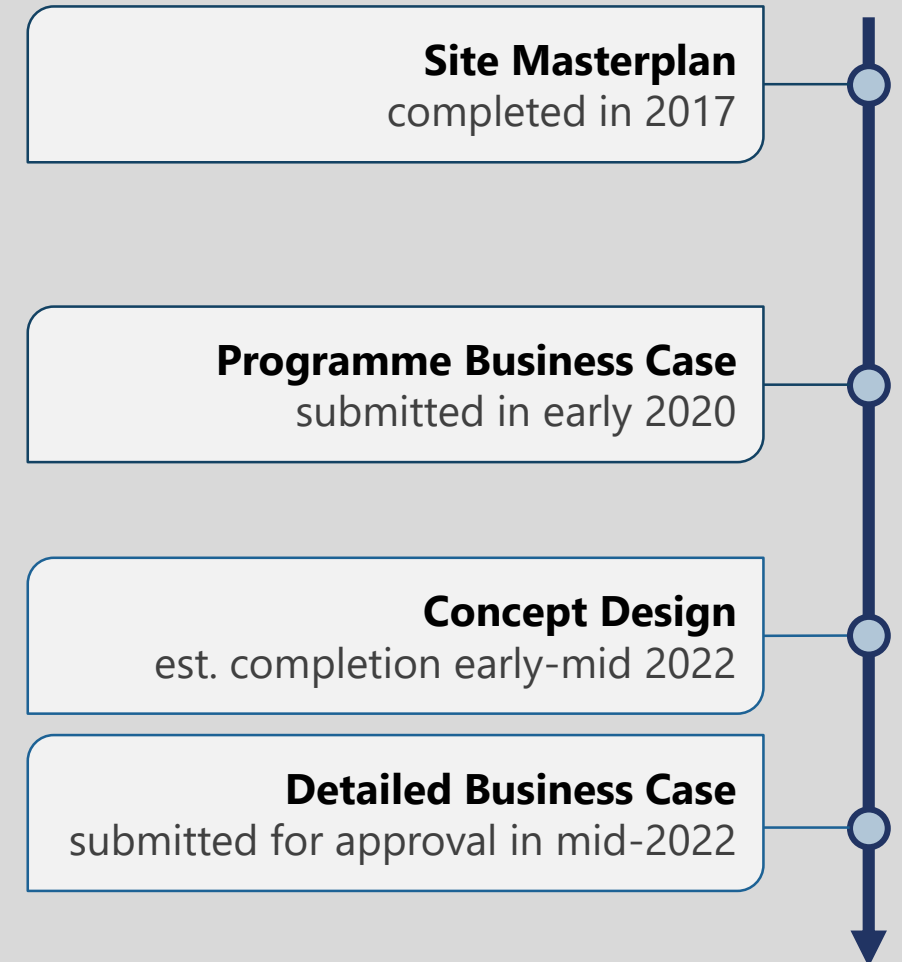 Site Masterplan
completed in 2017
Programme Business Case
submitted in early 2020
Concept Design
est. completion early-mid 2022
Detailed Business Case
submitted for approval in mid-2022